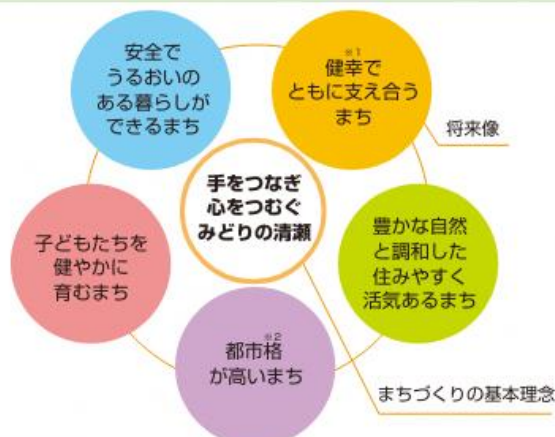 安全で
うるおいの
ある暮らしが
できるまち
※1
健幸で
ともに支え合う
まち
将来像
手をつなぎ
心をつむぐ
みどりの清瀬
子どもたちを
健やかに
育むまち
豊かな自然
と調和した
住みやすく
活気あるまち
※2
都市格
が高いまち
まちづくりの基本理念